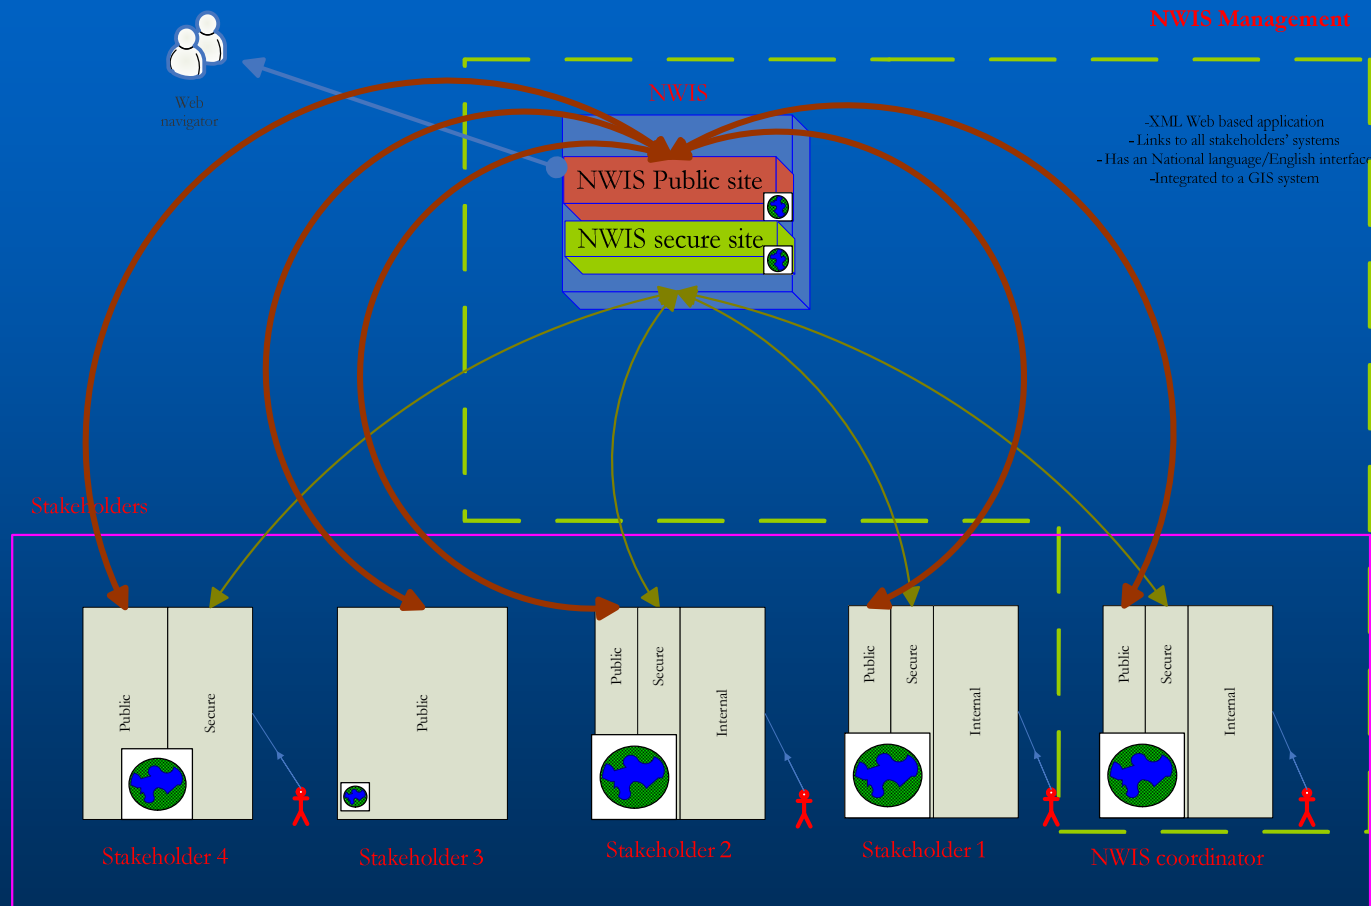 NWIS Management
Web
navigator
NWIS
-XML Web based application
-Links to all stakeholders' systems
-Has an National language/English interfac
-Integrated to a GIS system
NWIS Public site
NWIS secure site
Stakeholders
Public
Secure
Public
Public
Secure
Internal
Public
Secure
Internal
Public
Secure
Internal
Stakeholder 4
Stakeholder 3
Stakeholder 2
Stakeholder 1
NWIS coordinator